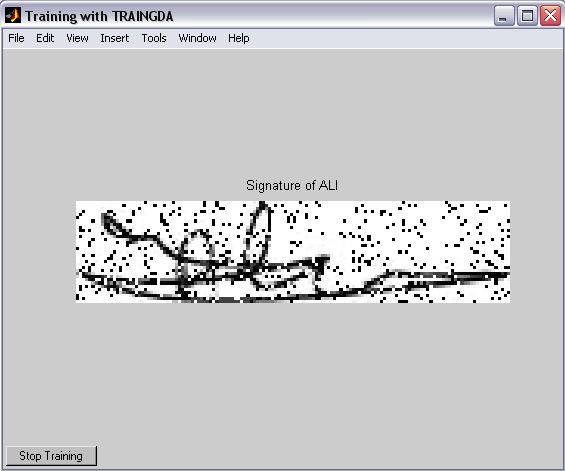 Training with TRAINGDA
File Edit View Insert Tools Window Help
Signature of ALI
Stop Training